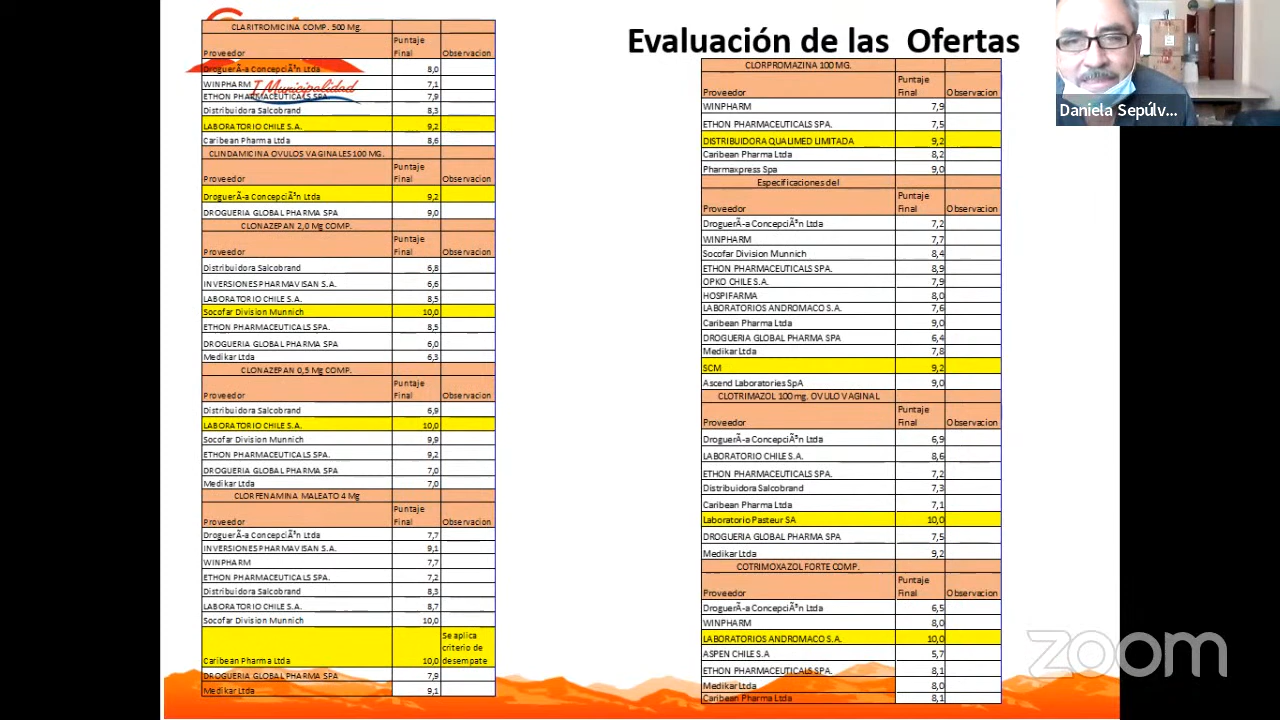 Evaluación de las Ofertas
CLARITROMICINA COMP. 500 Mg.
Proveedor Puntaje Final Observacion
DroguerÃ-a ConcepciÃ³n Ltda 8,0
WINPHARM 7,1
ETHON PHARMACEUTICALS SPA. 7,9
Distribuidora Salcobrand 8,3
LABORATORIO CHILE S.A. 9,2
Caribean Pharma Ltda 8,6
CLINDAMICINA OVULOS VAGINALES 100 MG.
Proveedor Puntaje Final Observacion
DroguerÃ-a ConcepciÃ³n Ltda 9,2
DROGUERIA GLOBAL PHARMA SPA 9,0
CLONAZEPAN 2,0 Mg COMP.
Proveedor Puntaje Final Observacion
Distribuidora Salcobrand 6,8
INVERSIONES PHARMAVISAN S.A. 6,6
LABORATORIO CHILE S.A. 8,5
Socofar Division Munnich 10,0
ETHON PHARMACEUTICALS SPA. 8,5
DROGUERIA GLOBAL PHARMA SPA 6,0
Medikar Ltda 6,3
CLONAZEPAN 0,5 Mg COMP.
Proveedor Puntaje Final Observacion
Distribuidora Salcobrand 6,9
LABORATORIO CHILE S.A. 10,0
Socofar Division Munnich 9,9
ETHON PHARMACEUTICALS SPA. 9,2
DROGUERIA GLOBAL PHARMA SPA 7,0
Medikar Ltda 7,0
CLORFENAMINA MALEATO 4 Mg
Proveedor Puntaje Final Observacion
DroguerÃ-a ConcepciÃ³n Ltda 7,7
INVERSIONES PHARMAVISAN S.A. 9,1
WINPHARM 7,7
ETHON PHARMACEUTICALS SPA. 7,2
Distribuidora Salcobrand 8,3
LABORATORIO CHILE S.A. 8,7
Socofar Division Munnich 10,0
Caribean Pharma Ltda 10,0 Se aplica criterio de desempate
DROGUERIA GLOBAL PHARMA SPA 7,9
Medikar Ltda 9,1
I. Municipalidad
CLORPROMAZINA 100 MG.
Proveedor Puntaje Final Observacion
WINPHARM 7,9
ETHON PHARMACEUTICALS SPA. 7,5
DISTRIBUIDORA QUALIMED LIMITADA 9,2
Caribean Pharma Ltda 8,2
Pharmaxpress Spa 9,0
Especificaciones del
Proveedor Puntaje Final Observacion
DroguerÃ-a ConcepciÃ³n Ltda 7,2
WINPHARM 7,7
Socofar Division Munnich 8,4
ETHON PHARMACEUTICALS SPA. 8,9
OPKO CHILE S.A. 7,9
HOSPIFARMA 8,0
LABORATORIOS ANDROMACO S.A. 7,6
Caribean Pharma Ltda 9,0
DROGUERIA GLOBAL PHARMA SPA 6,4
Medikar Ltda 7,8
SCM 9,2
Ascend Laboratories SpA 9,0
CLOTRIMAZOL 100 mg. OVULO VAGINAL
Proveedor Puntaje Final Observacion
DroguerÃ-a ConcepciÃ³n Ltda 6,9
LABORATORIO CHILE S.A. 8,6
ETHON PHARMACEUTICALS SPA. 7,2
Distribuidora Salcobrand 7,3
Caribean Pharma Ltda 7,1
Laboratorio Pasteur SA 10,0
DROGUERIA GLOBAL PHARMA SPA 7,5
Medikar Ltda 9,2
COTRIMOXAZOL FORTE COMP.
Proveedor Puntaje Final Observacion
DroguerÃ-a ConcepciÃ³n Ltda 6,5
WINPHARM 8,0
LABORATORIOS ANDROMACO S.A. 10,0
ASPEN CHILE S.A 5,7
ETHON PHARMACEUTICALS SPA. 8,1
Medikar Ltda 8,0
Caribean Pharma Ltda 8,1
Daniela Sepúlv...
zoom